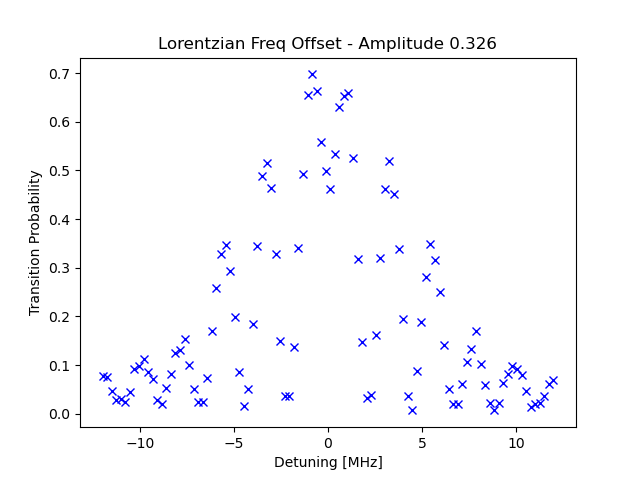 Lorentzian Freq Offset - Amplitude 0.326
Transition Probability
0.7
0.6
0.5
0.4
0.3
0.2
0.1
0.0
−10 −5 0 5 10
Detuning [MHz]